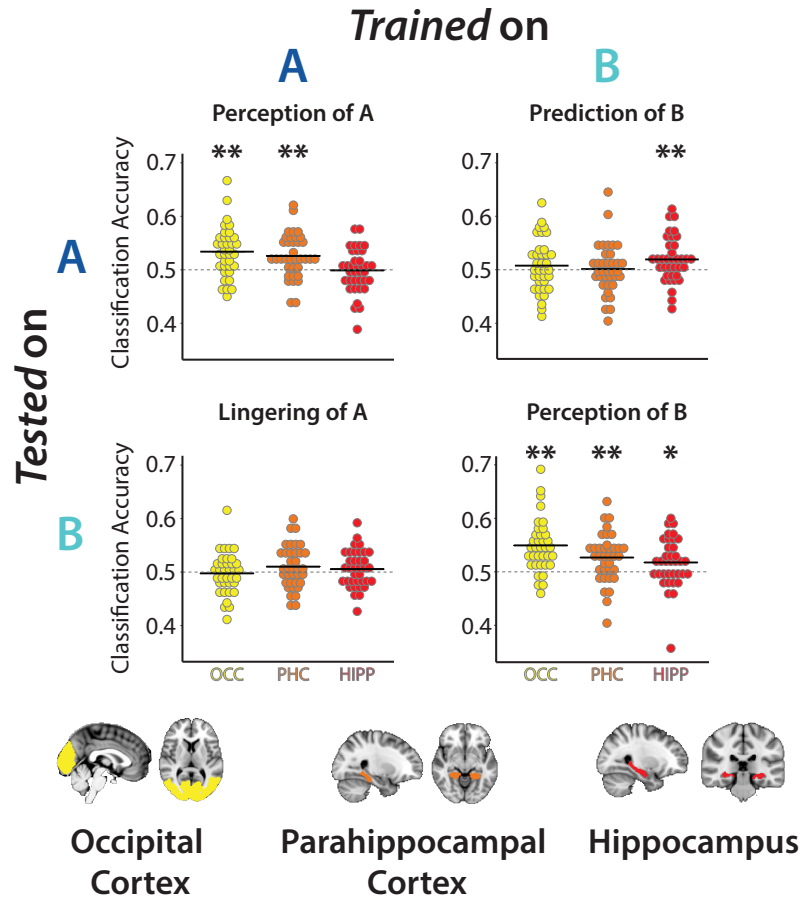 Trained on
A B
Perception of A
Prediction of B
** **
**
Classification Accuracy
0.7
0.6
0.5
0.4
0.7
0.6
0.5
0.4
Tested on
A
B
Lingering of A
Perception of B
** ** *
Classification Accuracy
0.7
0.6
0.5
0.4
0.7
0.6
0.5
0.4
OCC PHC HIPP
OCC PHC HIPP
Occipital
Cortex
Parahippocampal
Cortex
Hippocampus